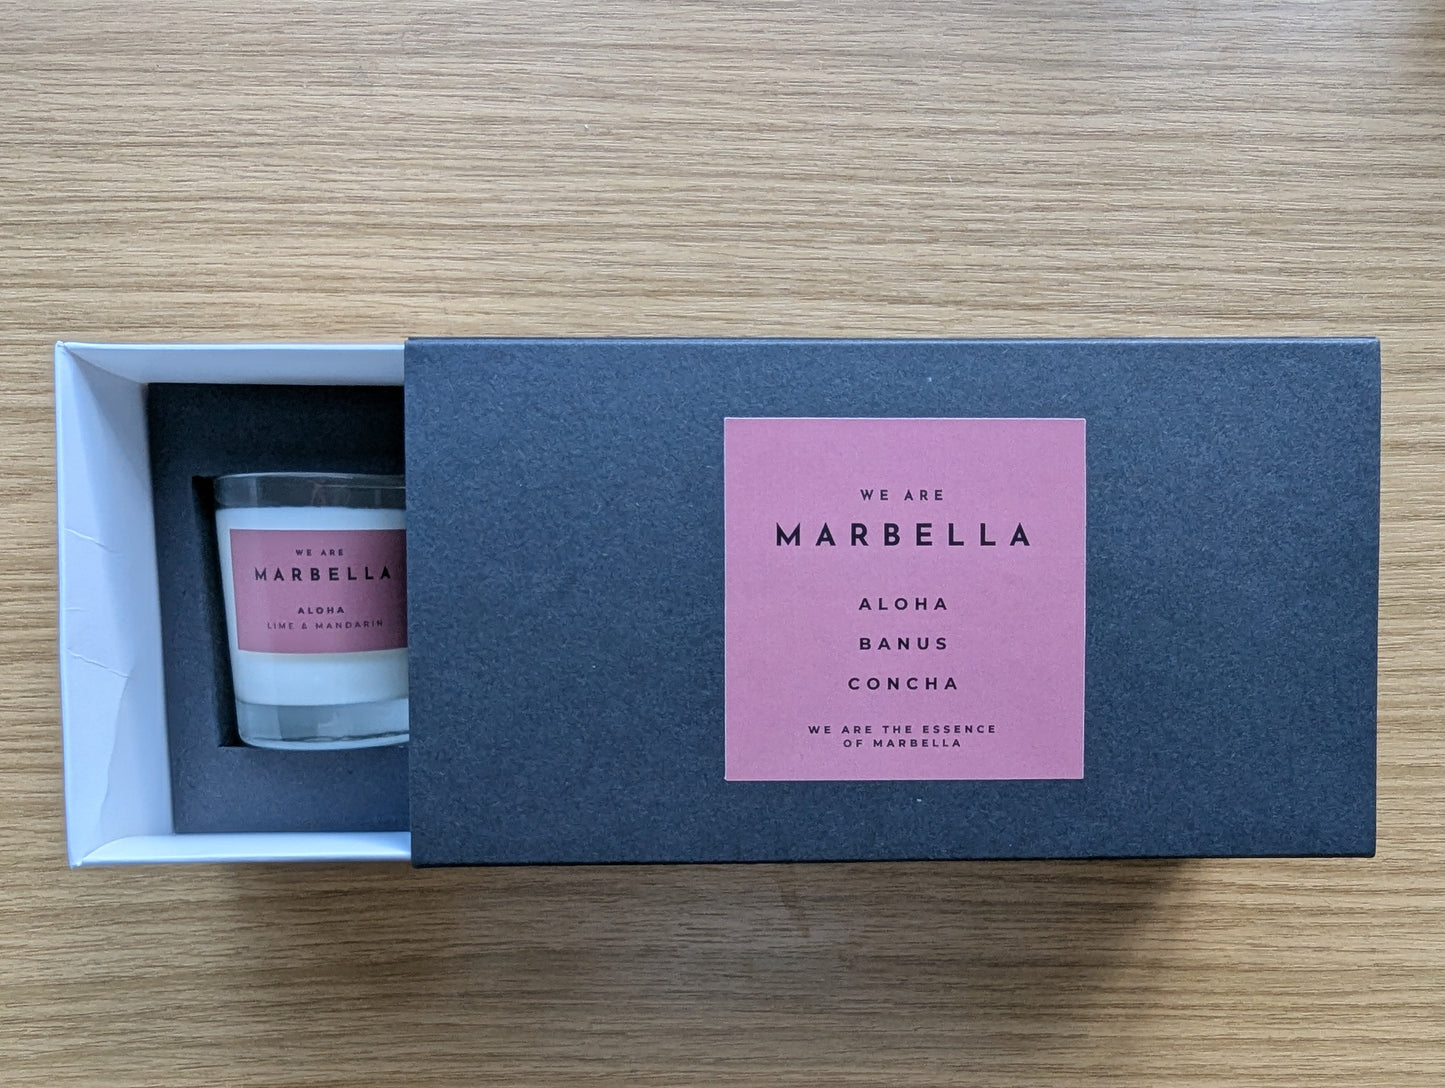 WE ARE
MARBELLA
ALOHA
LIME & MANDARIN
WE ARE
MARBELLA
ALOHA
BANUS
CONCHA
WE ARE THE ESSENCE
OF MARBELLA